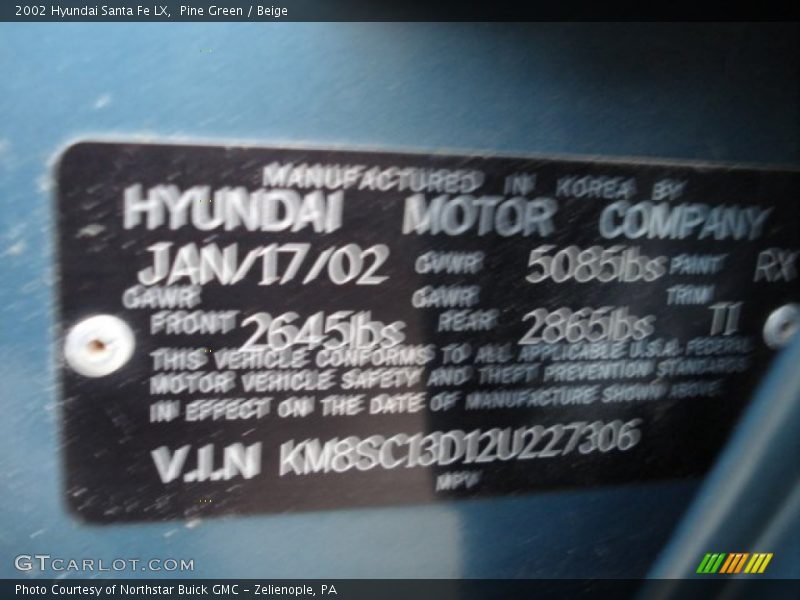 2002 Hyundai Santa Fe LX, Pine Green / Beige
MANUFACTURED IN KOREA BY
HYUNDAI MOTOR COMPANY
JAN/17/02 GVWR 5085lbs PAINT RX
GAWR FRONT 2645lbs GAWR REAR 2865lbs TRIM TI
THIS VEHICLE CONFORMS TO ALL APPLICABLE U.S.A. FEDERAL
MOTOR VEHICLE SAFETY AND THEFT PREVENTION STANDARDS
IN EFFECT ON THE DATE OF MANUFACTURE SHOWN ABOVE
V.I.N KM8SC13D12U227306
MPV
GTCARLOT.COM
Photo Courtesy of Northstar Buick GMC - Zelienople, PA